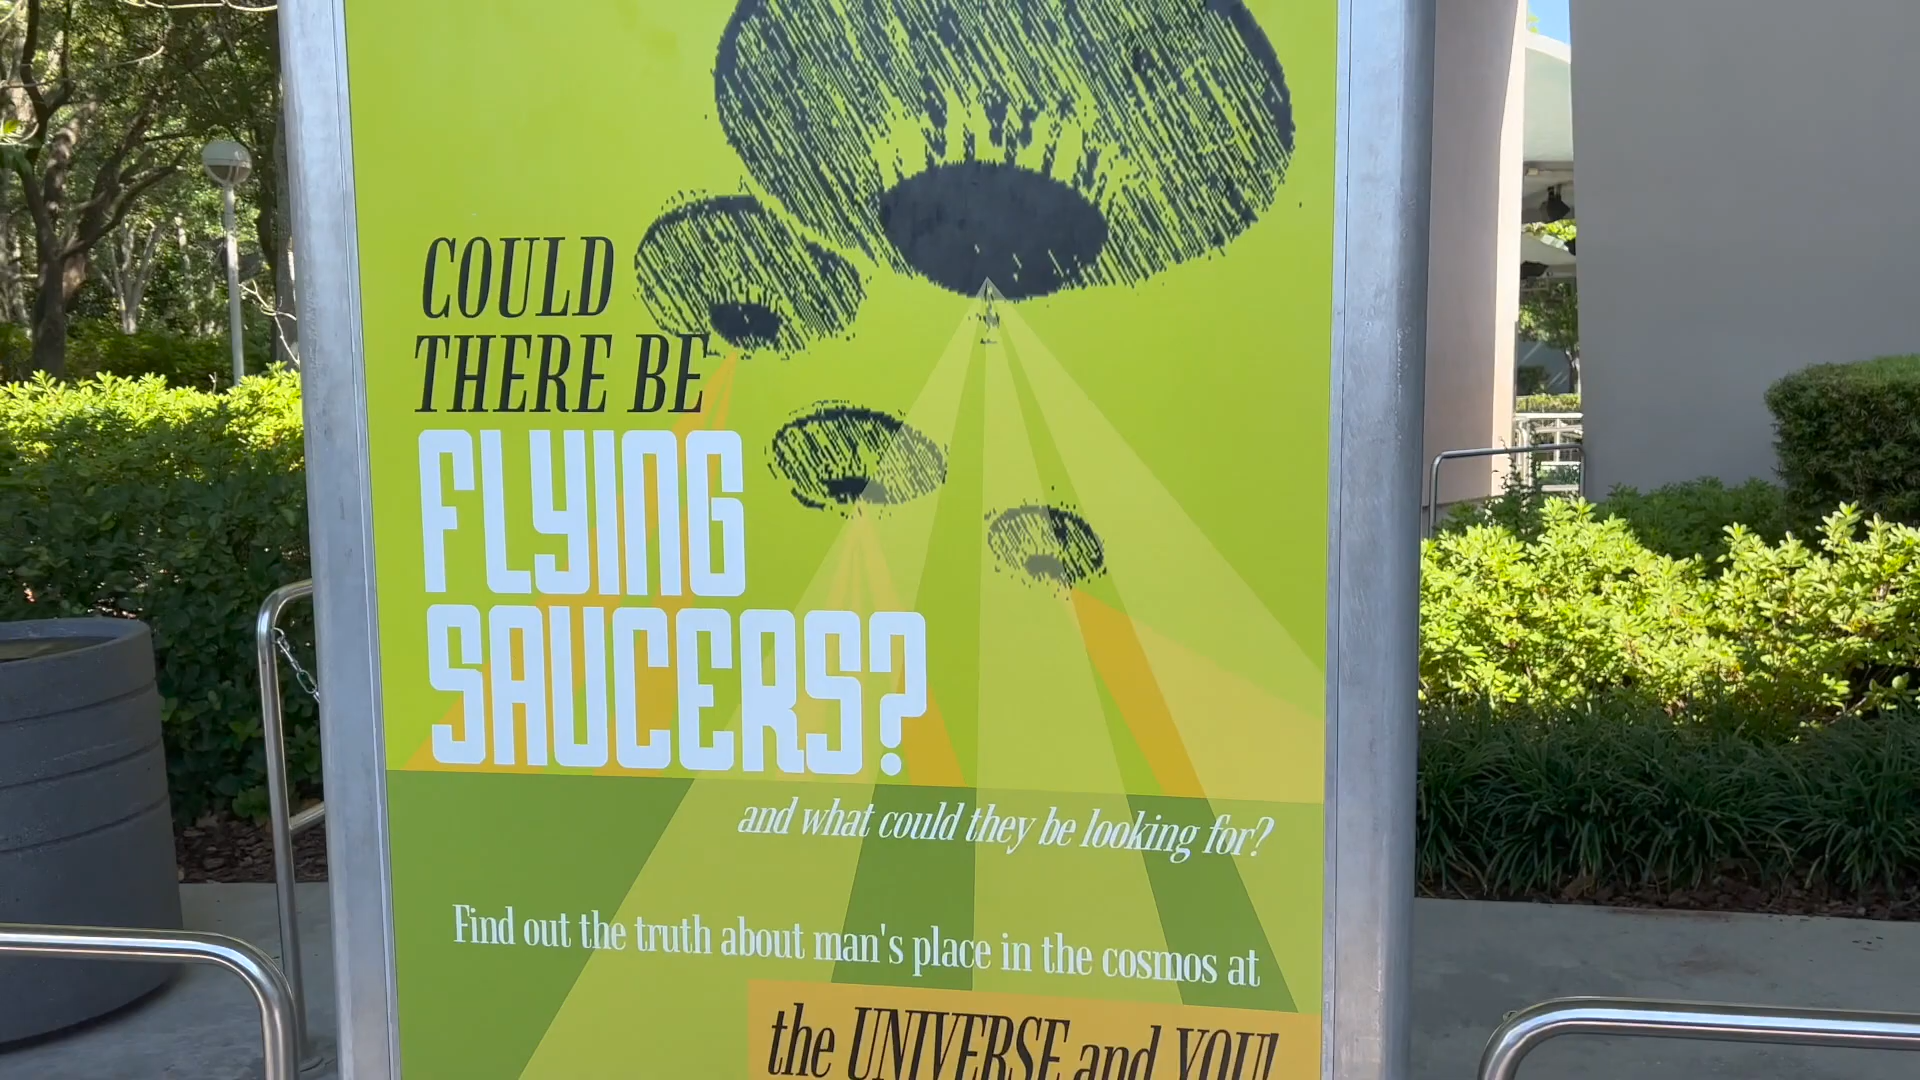 COULD
THERE BE
FLYING
SAUCERS?
and what could they be looking for?
Find out the truth about man's place in the cosmos at
the UNIVERSE and YOU!